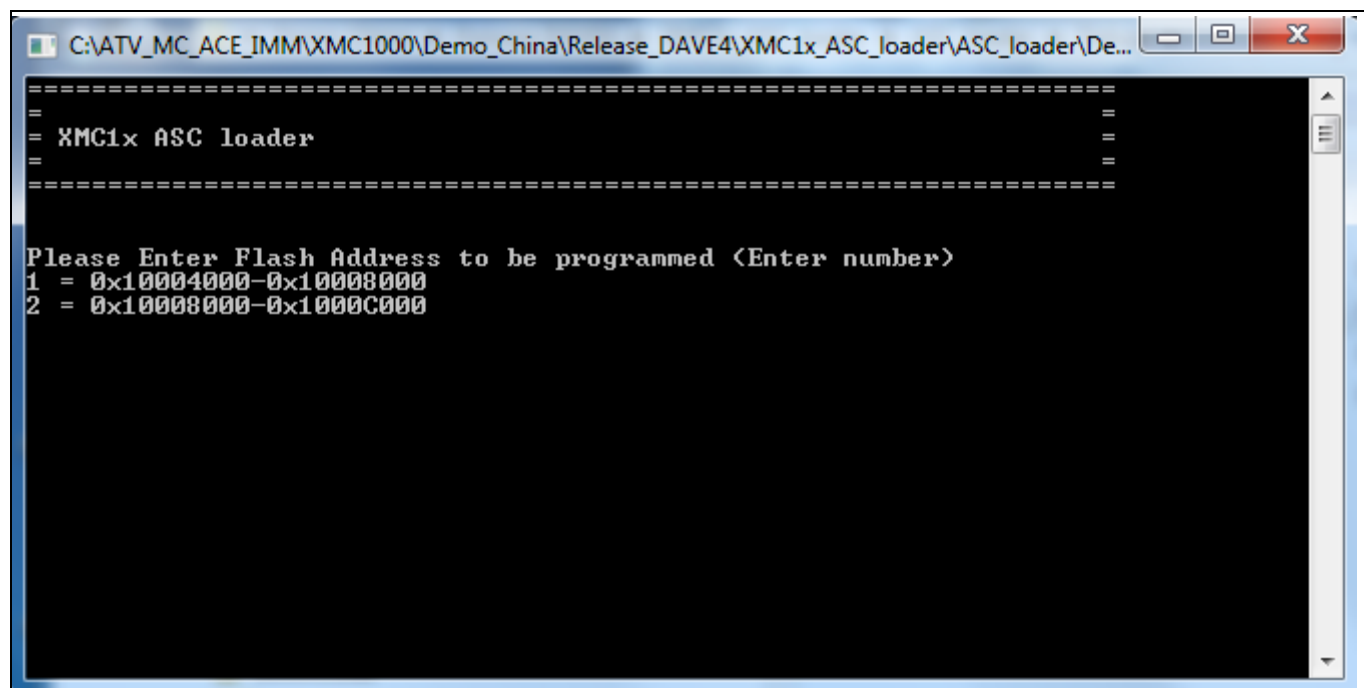 C:\ATV_MC_ACE_IMM\XMC1000\Demo_China\Release_DAVE4\XMC1x_ASC_loader\ASC_loader\De...
====================================================================
= =
= XMC1x ASC loader =
= =
====================================================================
Please Enter Flash Address to be programmed (Enter number)
1 = 0x10004000-0x10008000
2 = 0x10008000-0x1000C000